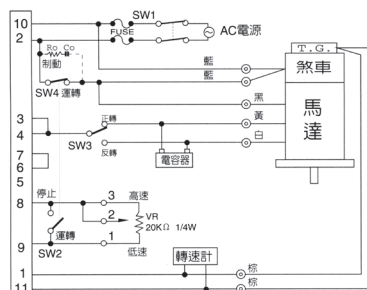 10
2
FUSE
SW1
AC電源
T.G.
煞車
馬達
Ro Co
制動
SW4 運轉
藍
藍
黑
黃
白
3
4
7
6
5
8
9
1
11
正轉
SW3
反轉
電容器
停止
運轉
SW2
3 高速
2
VR
20KΩ 1/4W
1
低速
轉速計
棕
棕